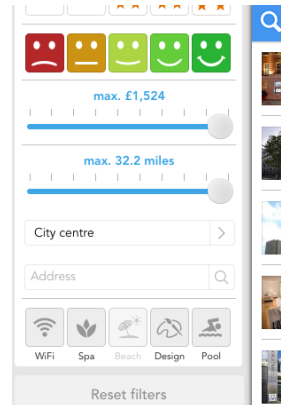 max. £1,524
max. 32.2 miles
City centre
Address
WiFi Spa Beach Design Pool
Reset filters